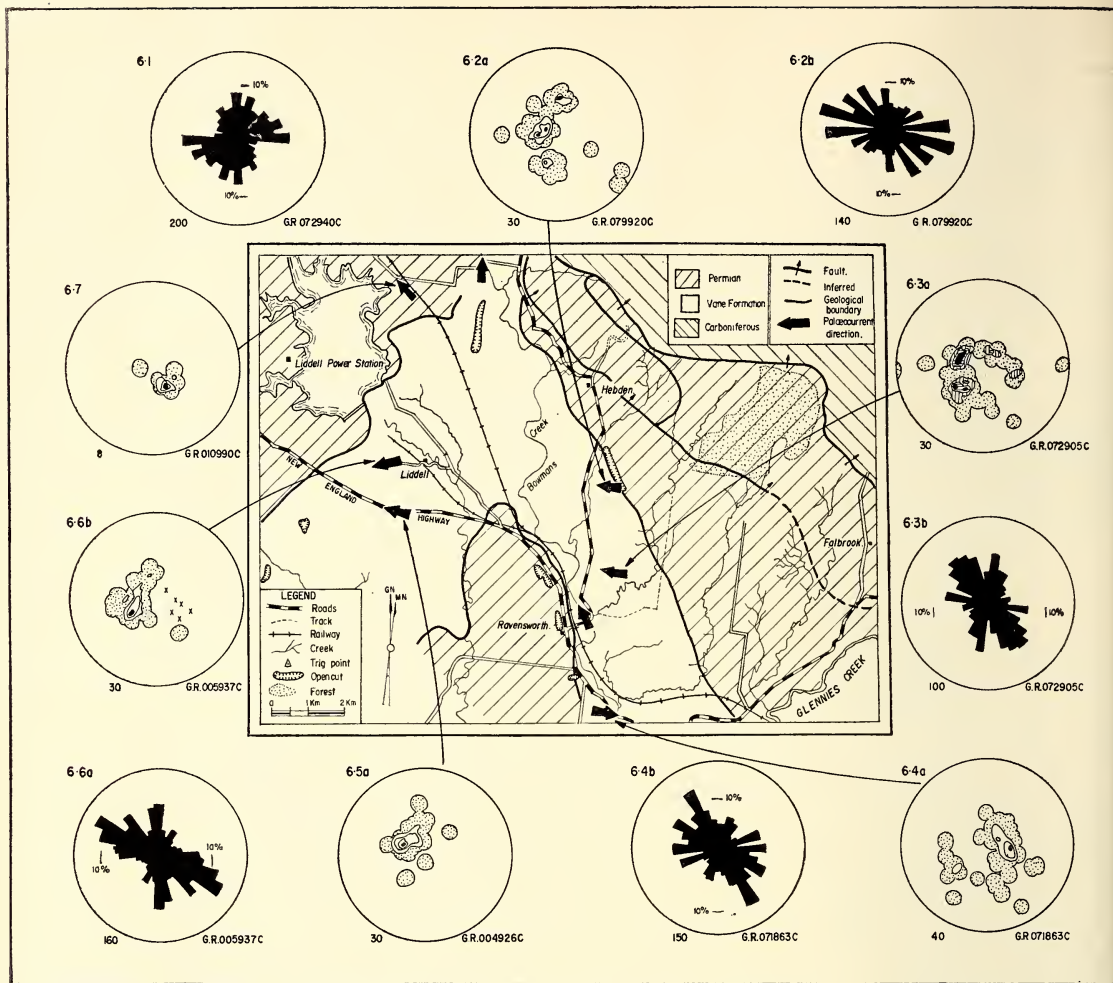 6·1
10%
10%
200
G.R 072940C
6·2a
30
G.R.079920C
6·2b
10%
10%
140
G R.079920C
6·7
8
G R 010990C
6·3a
30
G.R.072905C
6·6b
30
G.R.005937C
6·3b
10%
10%
100
G.R.072905C
6·6a
10%
10%
160
G.R.005937C
6·5a
30
G.R.004926C
6·4b
10%
10%
150
G.R.071863C
6·4a
40
G.R 071863C
Permian
Vane Formation
Carboniferous
Fault.
Inferred
Geological
boundary
Palæocurrent
direction.
Liddell Power Station
Hebden
Creek
Bowmans
Liddell
NEW
ENGLAND
HIGHWAY
Falbrook
Ravensworth.
GLENNIES CREEK
GN
MN
LEGEND
Roads
Track
Railway
Creek
Trig point
Open cut
Forest
0 1Km 2 Km
x
x
x
x
x
x